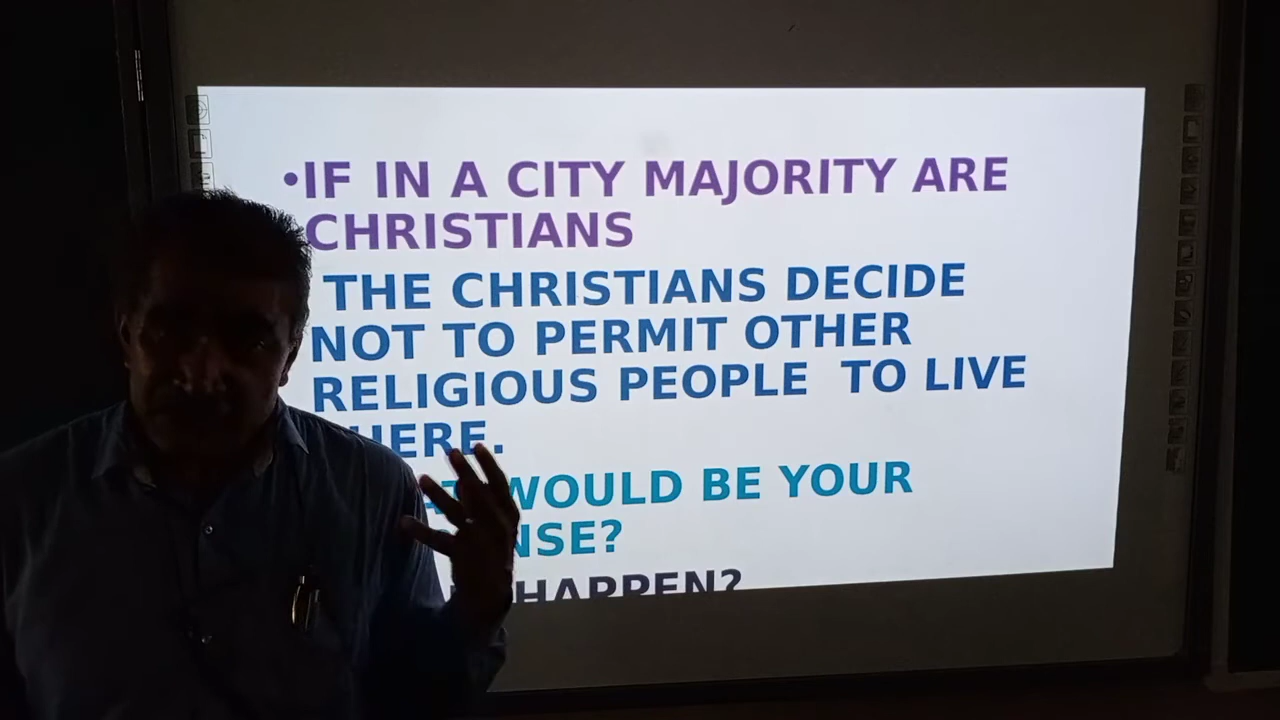 •IF IN A CITY MAJORITY ARE
CHRISTIANS
THE CHRISTIANS DECIDE
NOT TO PERMIT OTHER
RELIGIOUS PEOPLE TO LIVE
HERE.
WOULD BE YOUR
HAPPEN?